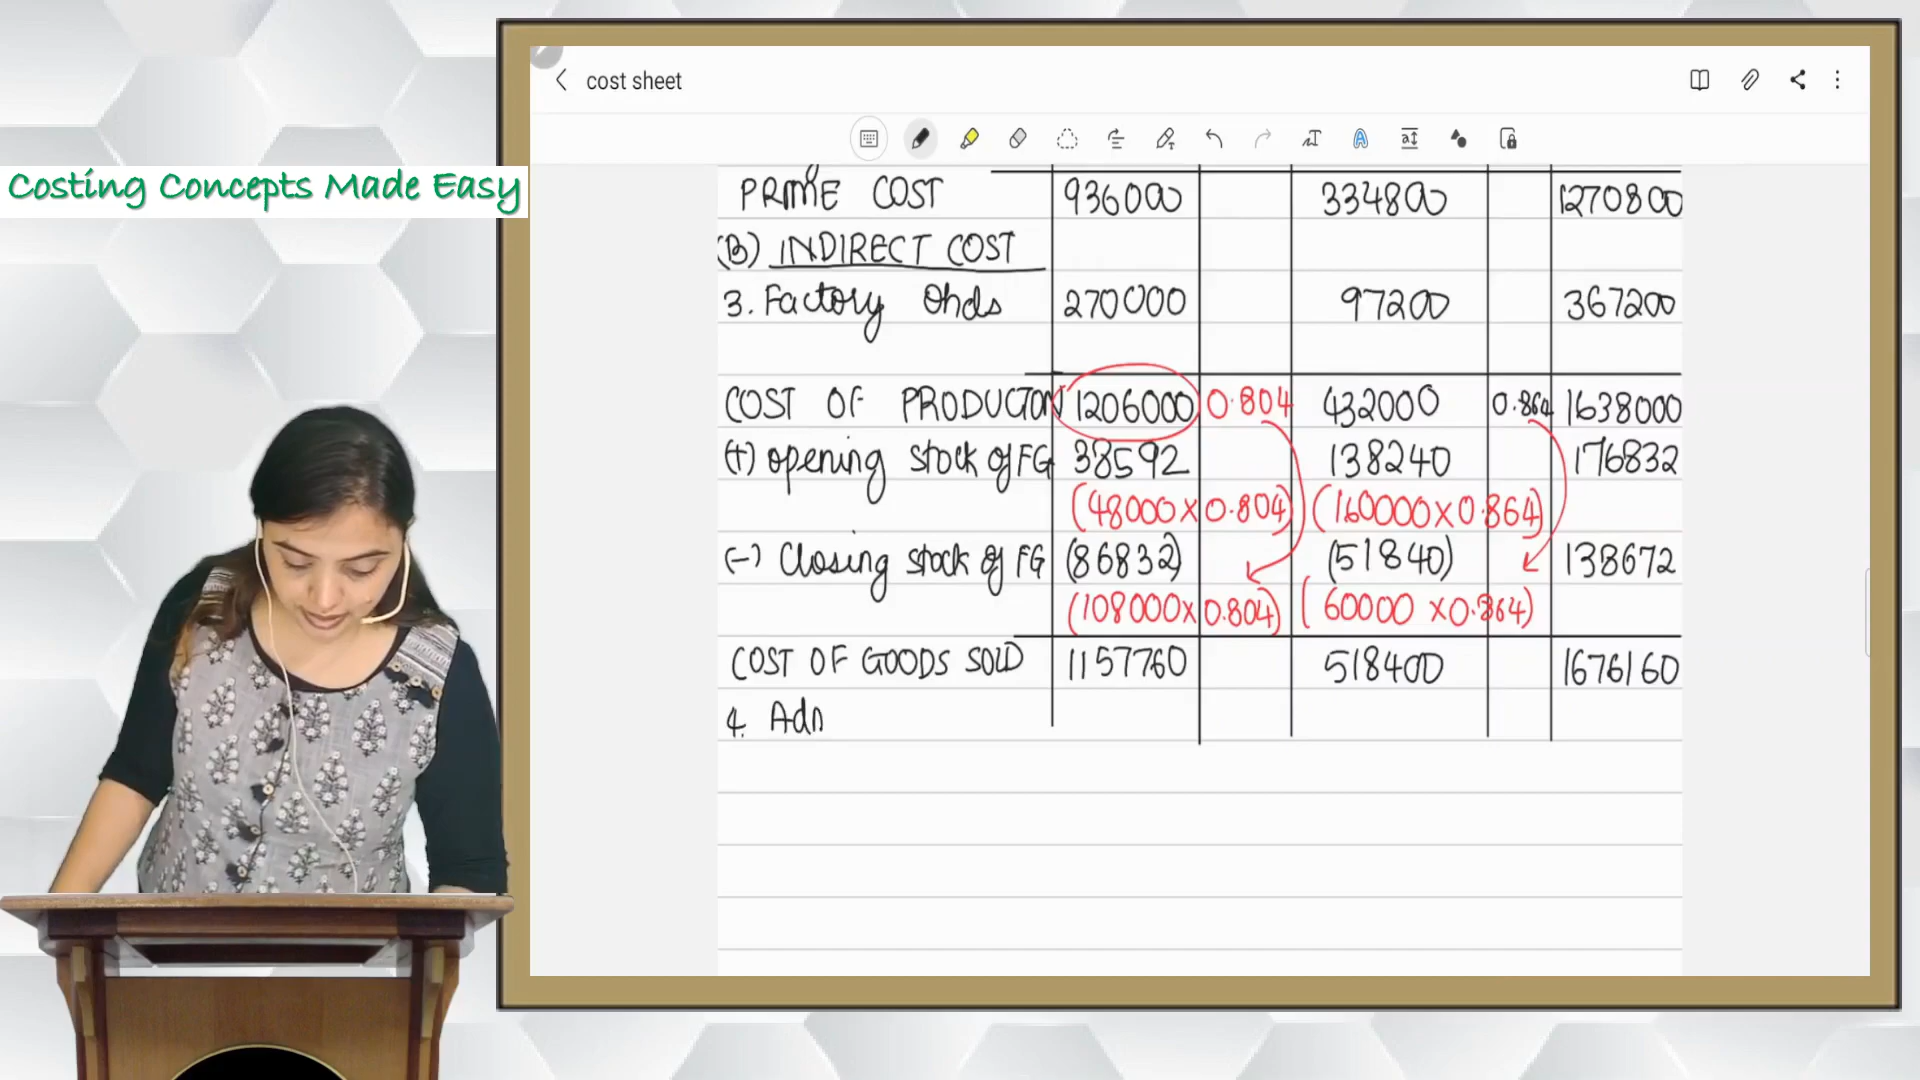 cost sheet
Costing Concepts Made Easy
PRIME COST 936000 334800 1270800
(B) INDIRECT COST
3. Factory Ohds 270000 97200 367200
COST OF PRODUCTON 1206000 0.804 432000 0.864 1638000
(+) opening stock of FG 38592 138240 176832
(48000 x 0.804) (160000 x 0.864)
(-) Closing stock of FG (86832) (51840) 138672
(108000 x 0.804) (60000 x 0.864)
COST OF GOODS SOLD 1157760 518400 1676160
4. Adn